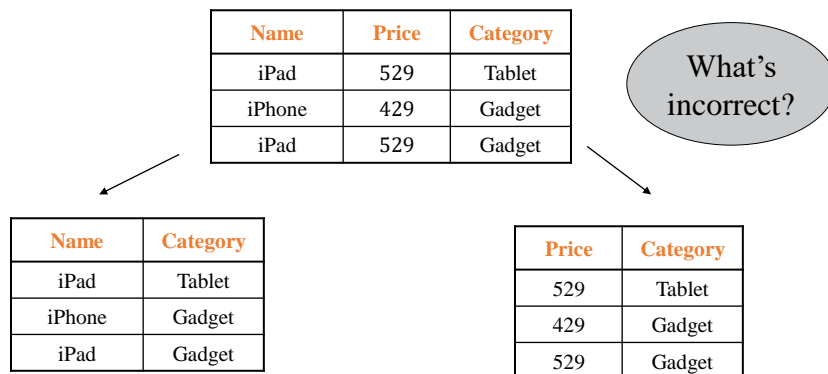 Name Price Category
iPad 529 Tablet
iPhone 429 Gadget
iPad 529 Gadget
What's
incorrect?
Name Category
iPad Tablet
iPhone Gadget
iPad Gadget
Price Category
529 Tablet
429 Gadget
529 Gadget